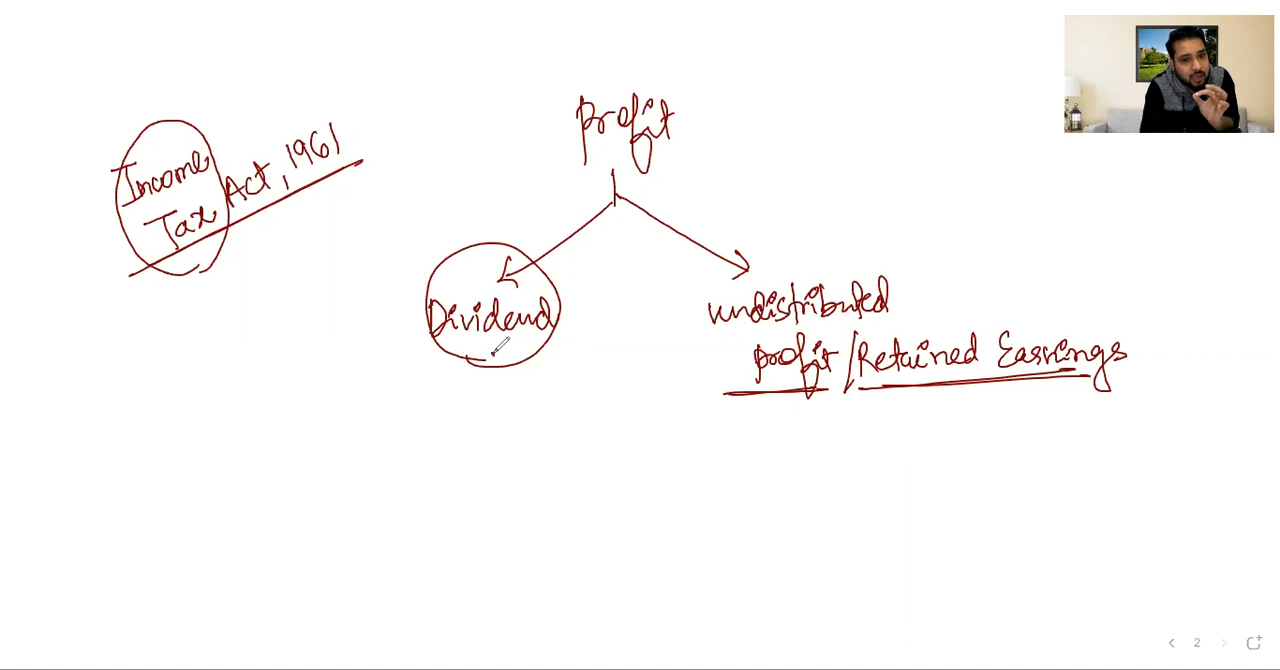 Profit
Income
Tax Act, 1961
Dividend
undistributed
profit / Retained Earnings
2